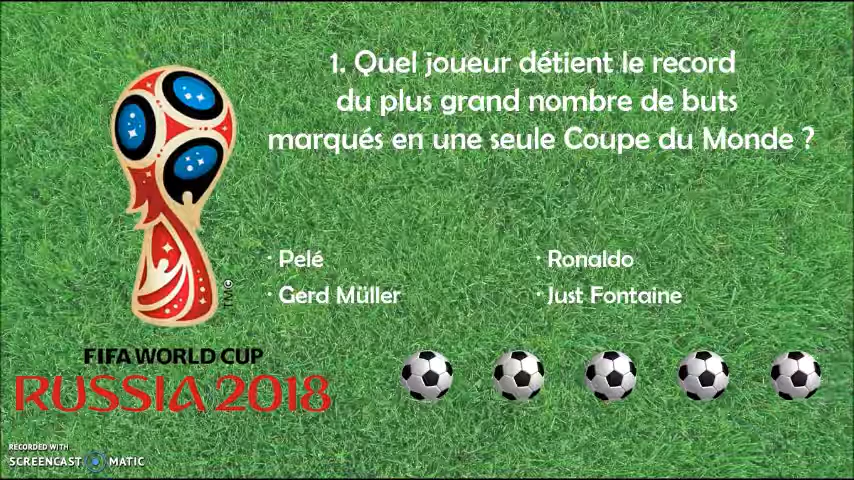 1. Quel joueur détient le record
du plus grand nombre de buts
marqués en une seule Coupe du Monde ?
· Pelé
· Ronaldo
· Gerd Müller
· Just Fontaine
TM©
FIFA WORLD CUP
RUSSIA 2018
RECORDED WITH
SCREENCAST MATIC